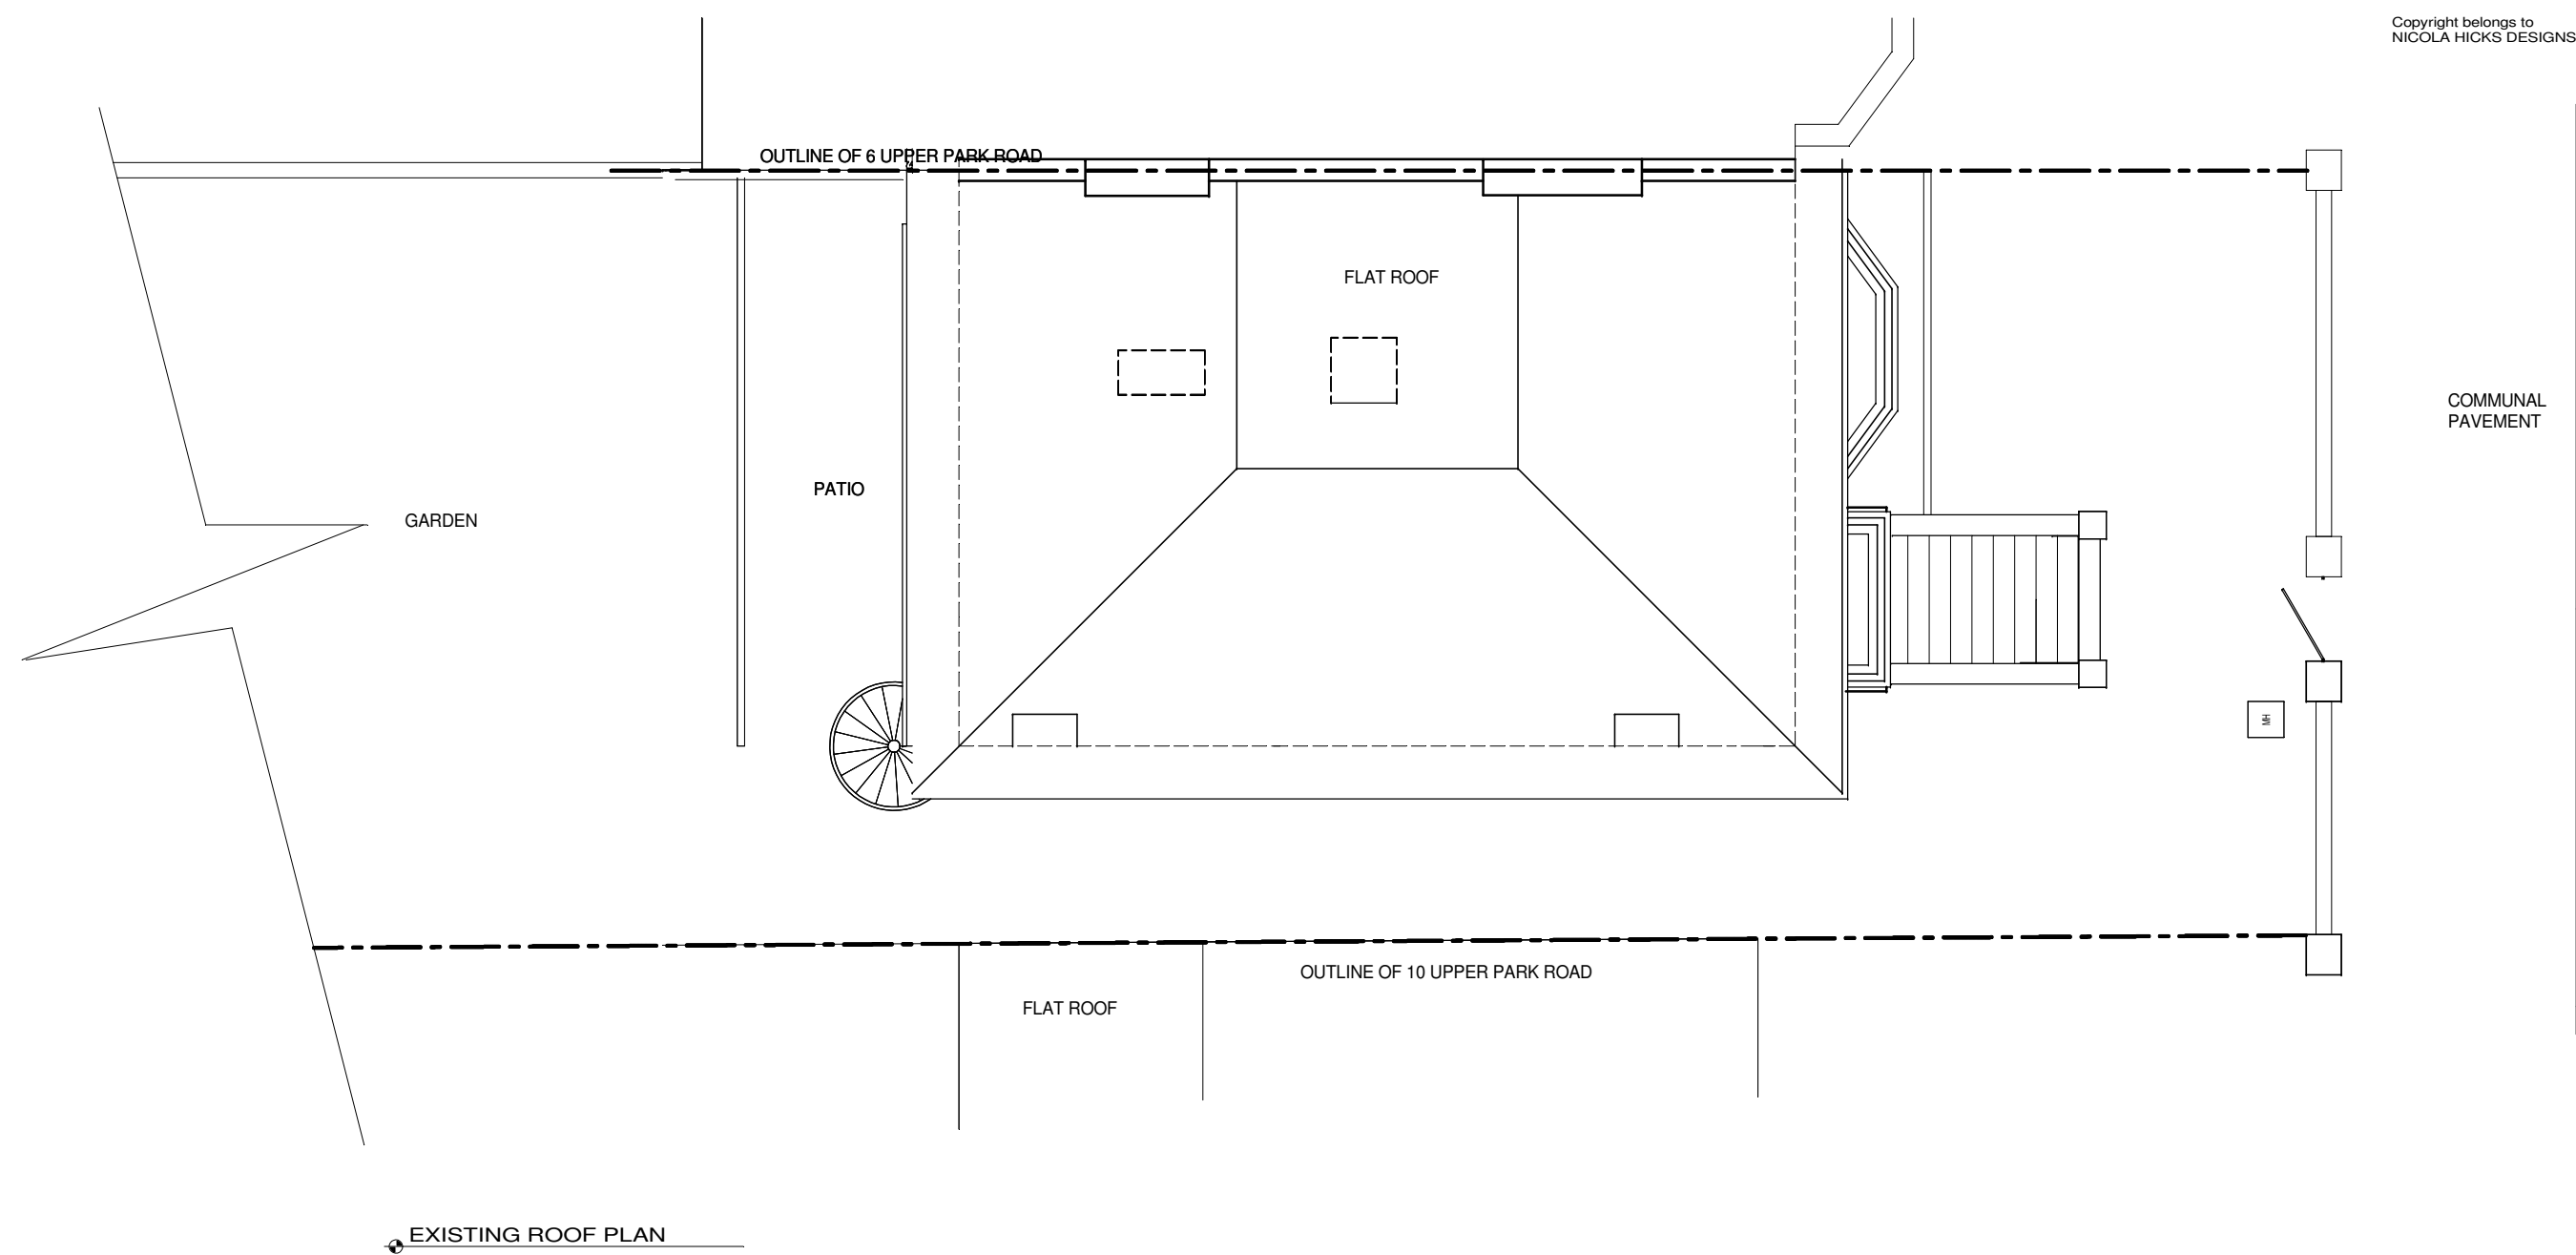 Copyright belongs to
NICOLA HICKS DESIGNS
OUTLINE OF 6 UPPER PARK ROAD
FLAT ROOF
COMMUNAL
PAVEMENT
PATIO
GARDEN
MH
OUTLINE OF 10 UPPER PARK ROAD
FLAT ROOF
EXISTING ROOF PLAN